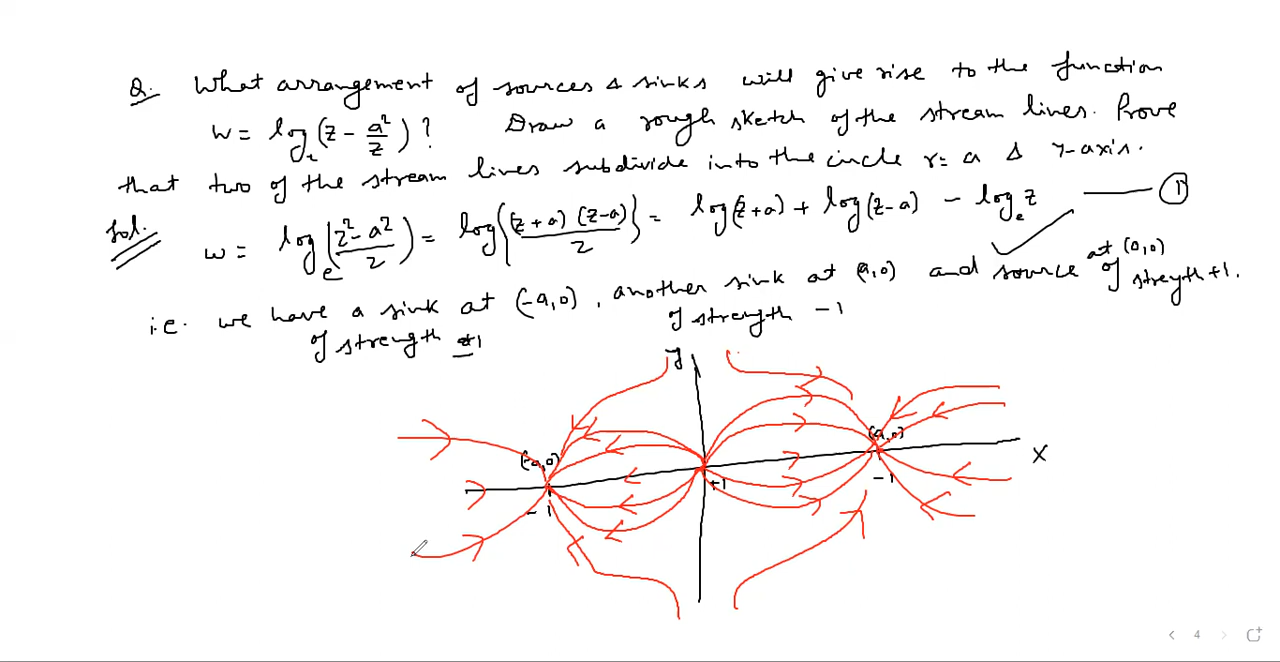 Q. What arrangement of sources & sinks will give rise to the function
w = log_e (z - a²/z) ? Draw a rough sketch of the stream lines. Prove
that two of the stream lines subdivide into the circle r = a & y-axis.
Sol. w = log_e (z² - a²/z) = log{(z+a)(z-a)/z} = log(z+a) + log(z-a) - log_e z —— ①
i.e. we have a sink at (-a,0), another sink at (a,0) and source at (0,0)
of strength -1 of strength -1 of streyth +1.
y
(-a,0)
(a,0)
X
-1
+1
-1
4